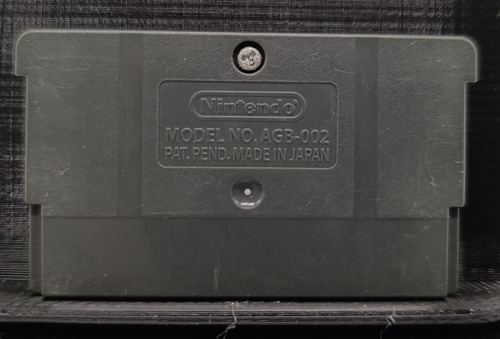 Nintendo®
MODEL NO. AGB-002
PAT. PEND. MADE IN JAPAN